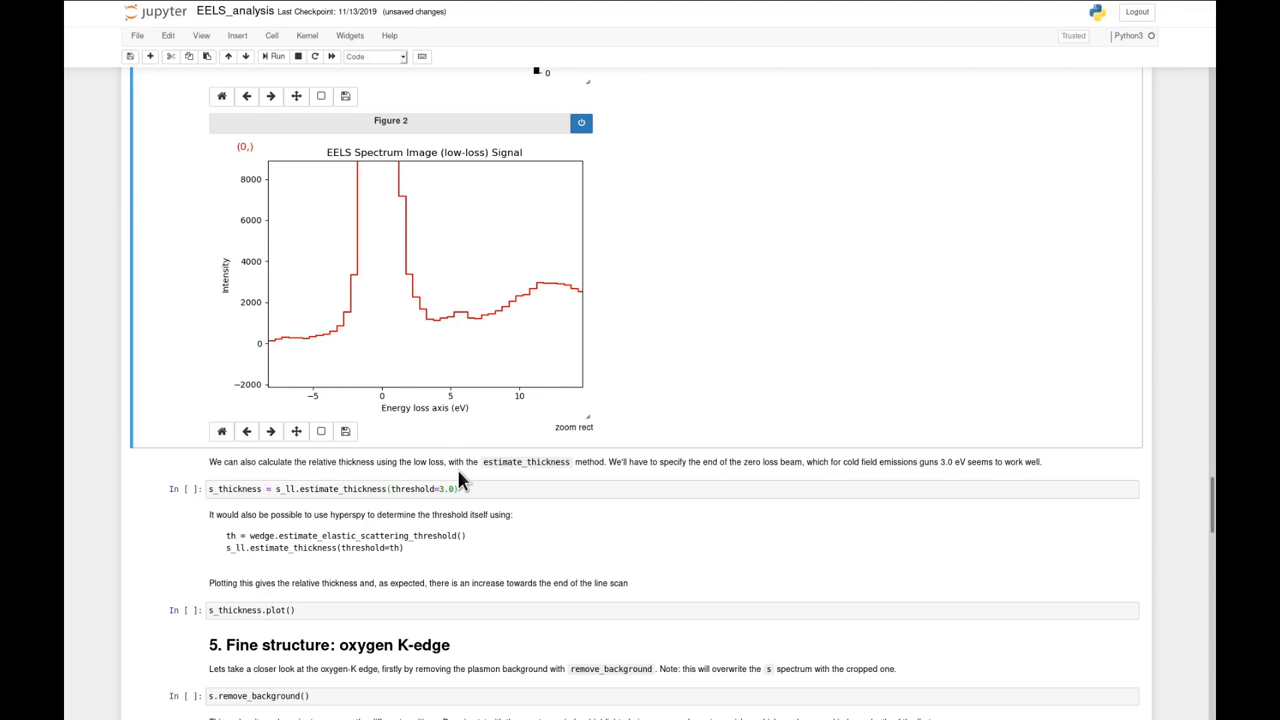 jupyter EELS_analysis Last Checkpoint: 11/13/2019 (unsaved changes) Logout
File Edit View Insert Cell Kernel Widgets Help Trusted Python3
Run Code
0
Figure 2
(0,)
EELS Spectrum Image (low-loss) Signal
8000
6000
4000
2000
0
−2000
Intensity
−5 0 5 10
Energy loss axis (eV)
zoom rect
We can also calculate the relative thickness using the low loss, with the estimate_thickness method. We'll have to specify the end of the zero loss beam, which for cold field emissions guns 3.0 eV seems to work well.
In [ ]: s_thickness = s_ll.estimate_thickness(threshold=3.0)
It would also be possible to use hyperspy to determine the threshold itself using:
th = wedge.estimate_elastic_scattering_threshold()
s_ll.estimate_thickness(threshold=th)
Plotting this gives the relative thickness and, as expected, there is an increase towards the end of the line scan
In [ ]: s_thickness.plot()
5. Fine structure: oxygen K-edge
Lets take a closer look at the oxygen-K edge, firstly by removing the plasmon background with remove_background. Note: this will overwrite the s spectrum with the cropped one.
In [ ]: s.remove_background()